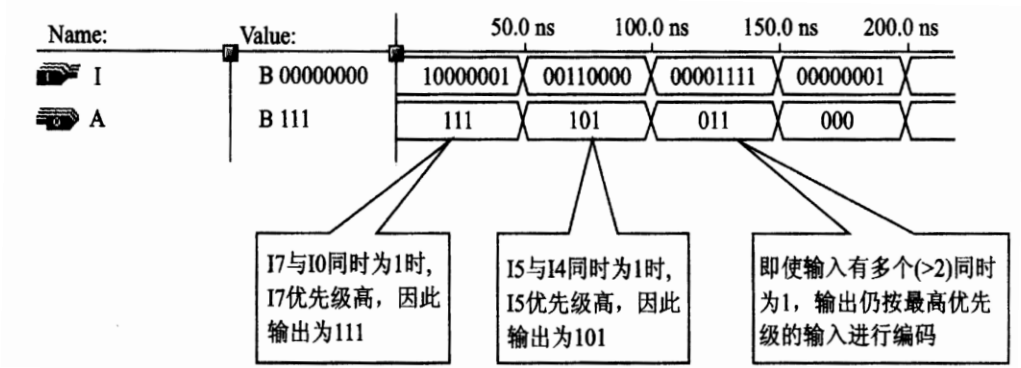 Name: Value: 50.0 ns 100.0 ns 150.0 ns 200.0 ns
I B 00000000 10000001 00110000 00001111 00000001
A B 111 111 101 011 000
I7与I0同时为1时,
I7优先级高，因此
输出为111
I5与I4同时为1时,
I5优先级高，因此
输出为101
即使输入有多个(>2)同时
为1，输出仍按最高优先
级的输入进行编码